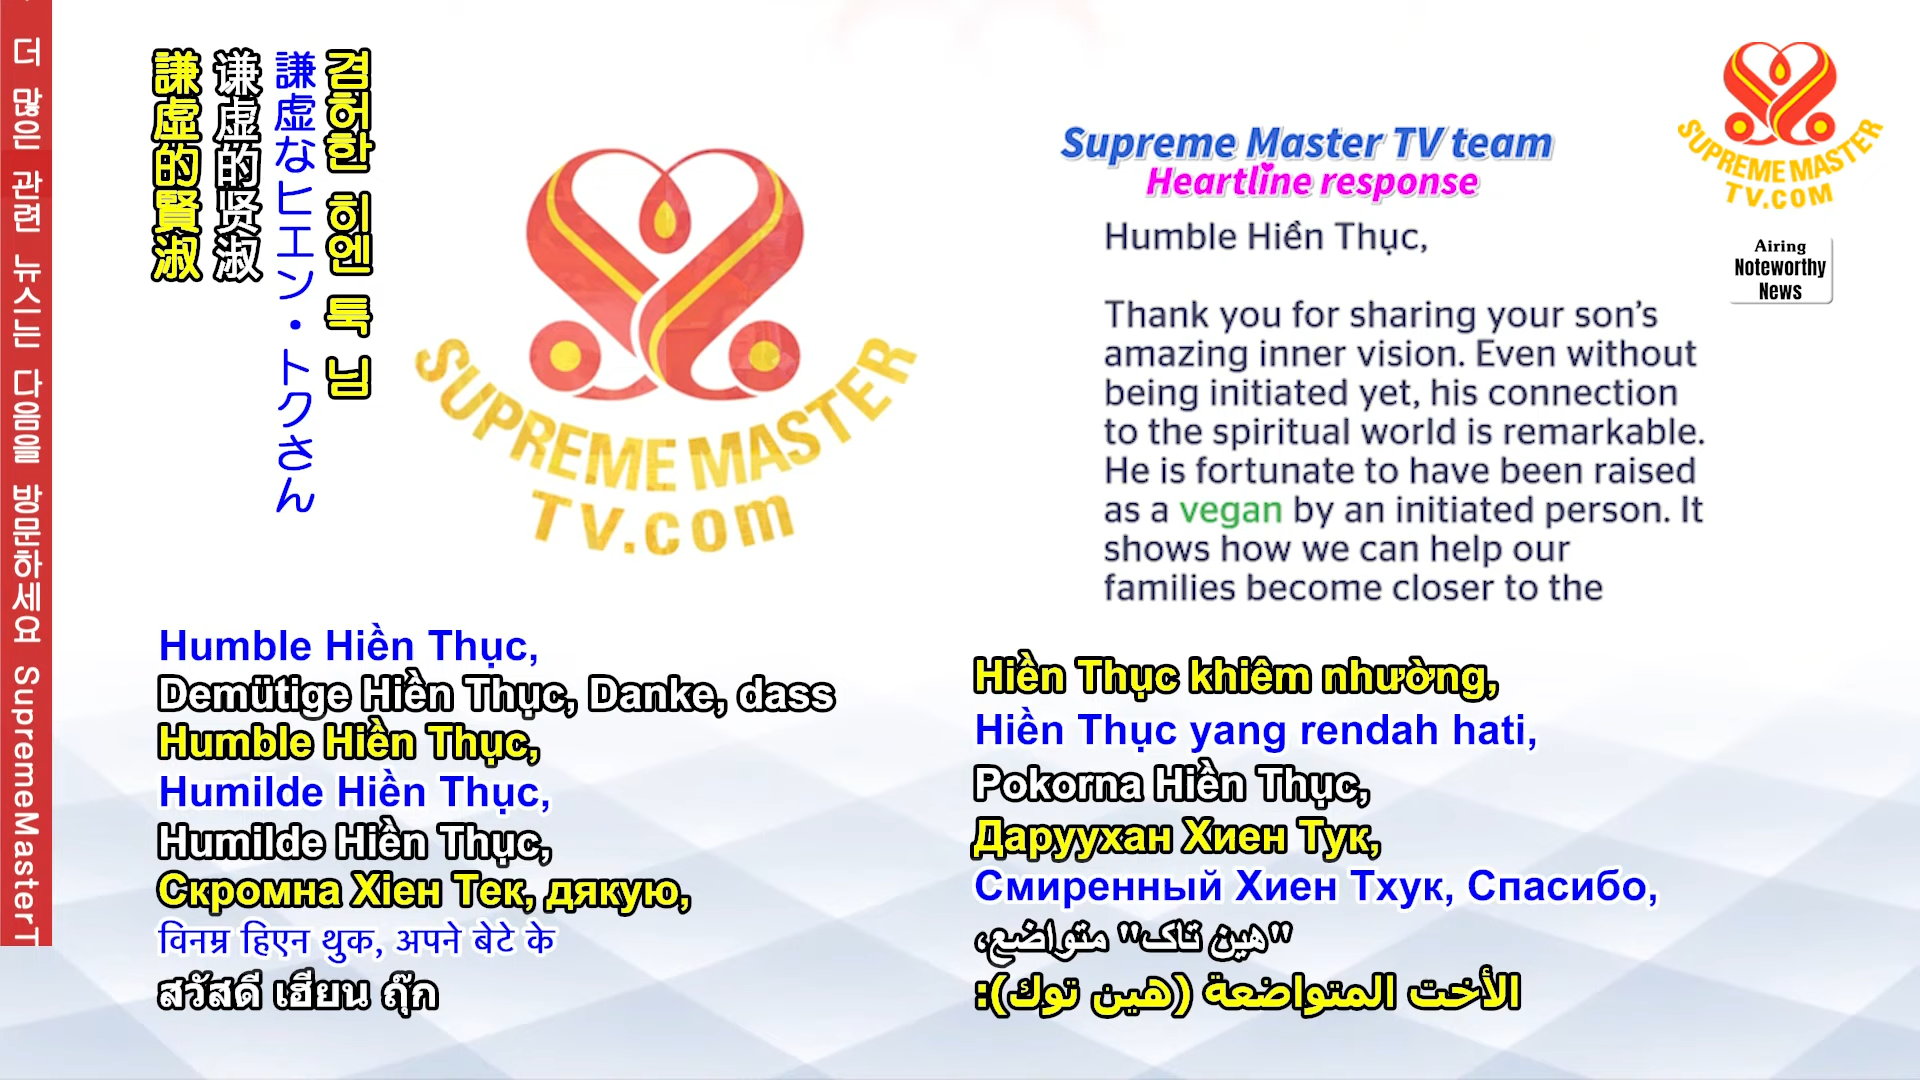 더 많은 관련 뉴스는 다음을 방문하세요 SupremeMasterT
謙虛的賢淑
谦虚的贤淑
謙虚なヒエン・トクさん
겸허한 히엔 툭 님
SUPREME MASTER
TV.com
Supreme Master TV team
Heartline response
Humble Hiền Thục,
Thank you for sharing your son’s
amazing inner vision. Even without
being initiated yet, his connection
to the spiritual world is remarkable.
He is fortunate to have been raised
as a vegan by an initiated person. It
shows how we can help our
families become closer to the
SUPREME MASTER
TV.COM
Airing
Noteworthy
News
Humble Hiền Thục,
Demütige Hiền Thục, Danke, dass
Humble Hiền Thục,
Humilde Hiền Thục,
Humilde Hiền Thục,
Скромна Хіен Тек, дякую,
विनम्र हिएन थुक, अपने बेटे के
สวัสดี เฮียน ถุ๊ก
Hiền Thục khiêm nhường,
Hiền Thục yang rendah hati,
Pokorna Hiền Thục,
Даруухан Хиен Тук,
Смиренный Хиен Тхук, Спасибо,
"هین تاک" متواضع،
الأخت المتواضعة (هين توك):